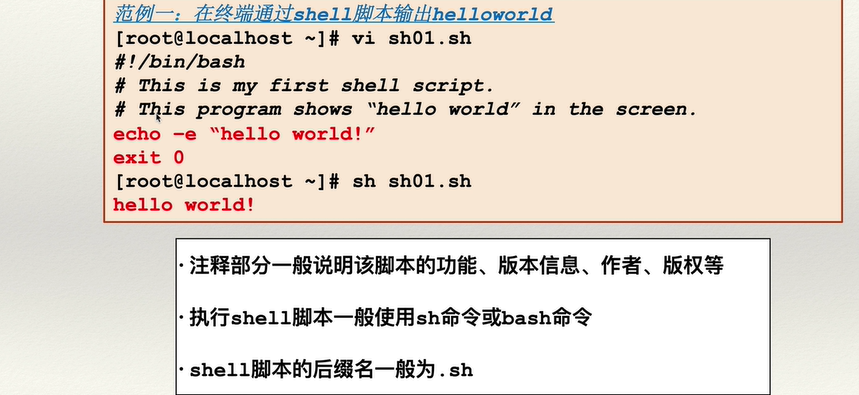 范例一：在终端通过shell脚本输出helloworld
[root@localhost ~]# vi sh01.sh
#!/bin/bash
# This is my first shell script.
# This program shows “hello world” in the screen.
echo –e “hello world!”
exit 0
[root@localhost ~]# sh sh01.sh
hello world!
· 注释部分一般说明该脚本的功能、版本信息、作者、版权等
· 执行shell脚本一般使用sh命令或bash命令
· shell脚本的后缀名一般为.sh